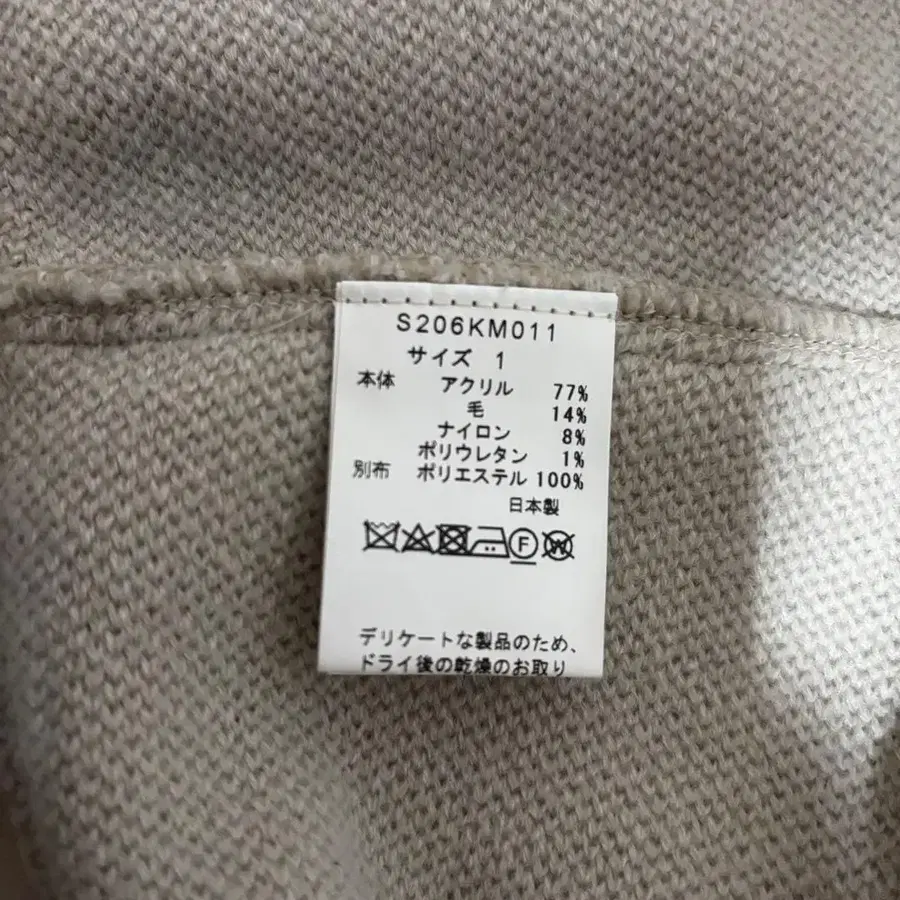 S206KM011
サイズ 1
本体 アクリル 77%
毛 14%
ナイロン 8%
ポリウレタン 1%
別布 ポリエステル 100%
日本製
F W
デリケートな製品のため、
ドライ後の乾燥のお取り